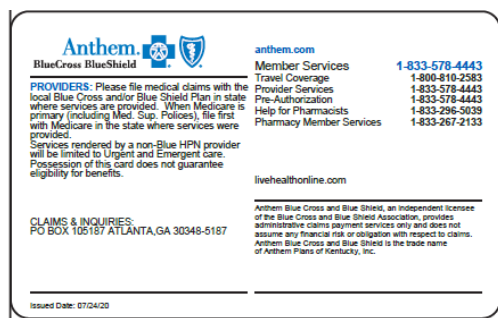 Anthem.
BlueCross BlueShield
PROVIDERS: Please file medical claims with the
local Blue Cross and/or Blue Shield Plan in state
where services are provided. When Medicare is
primary (including Med. Sup. Polices), file first
with Medicare in the state where services were
provided.
Services rendered by a non-Blue HPN provider
will be limited to Urgent and Emergent care.
Possession of this card does not guarantee
eligibility for benefits.
CLAIMS & INQUIRIES:
PO BOX 105187 ATLANTA,GA 30348-5187
anthem.com
Member Services 1-833-578-4443
Travel Coverage 1-800-810-2583
Provider Services 1-833-578-4443
Pre-Authorization 1-833-578-4443
Help for Pharmacists 1-833-296-5039
Pharmacy Member Services 1-833-267-2133
livehealthonline.com
Anthem Blue Cross and Blue Shield, an independent licensee
of the Blue Cross and Blue Shield Association, provides
administrative claims payment services only and does not
assume any financial risk or obligation with respect to claims.
Anthem Blue Cross and Blue Shield is the trade name
of Anthem Plans of Kentucky, Inc.
Issued Date: 07/24/20